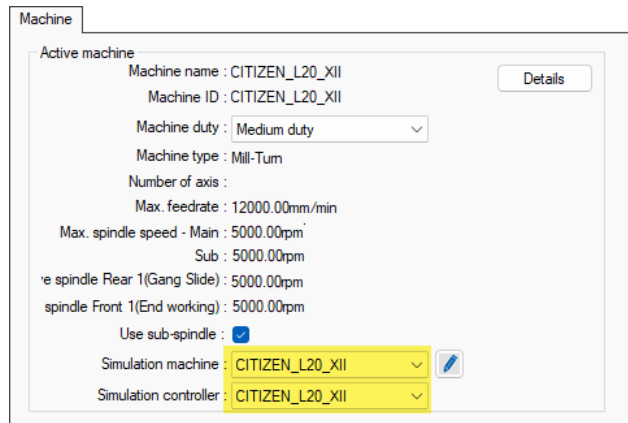 Machine
Active machine
Machine name : CITIZEN_L20_XII
Details
Machine ID : CITIZEN_L20_XII
Machine duty : Medium duty
Machine type : Mill-Turn
Number of axis :
Max. feedrate : 12000.00mm/min
Max. spindle speed - Main : 5000.00rpm
Sub : 5000.00rpm
'e spindle Rear 1(Gang Slide) : 5000.00rpm
spindle Front 1(End working) : 5000.00rpm
Use sub-spindle :
Simulation machine : CITIZEN_L20_XII
Simulation controller : CITIZEN_L20_XII